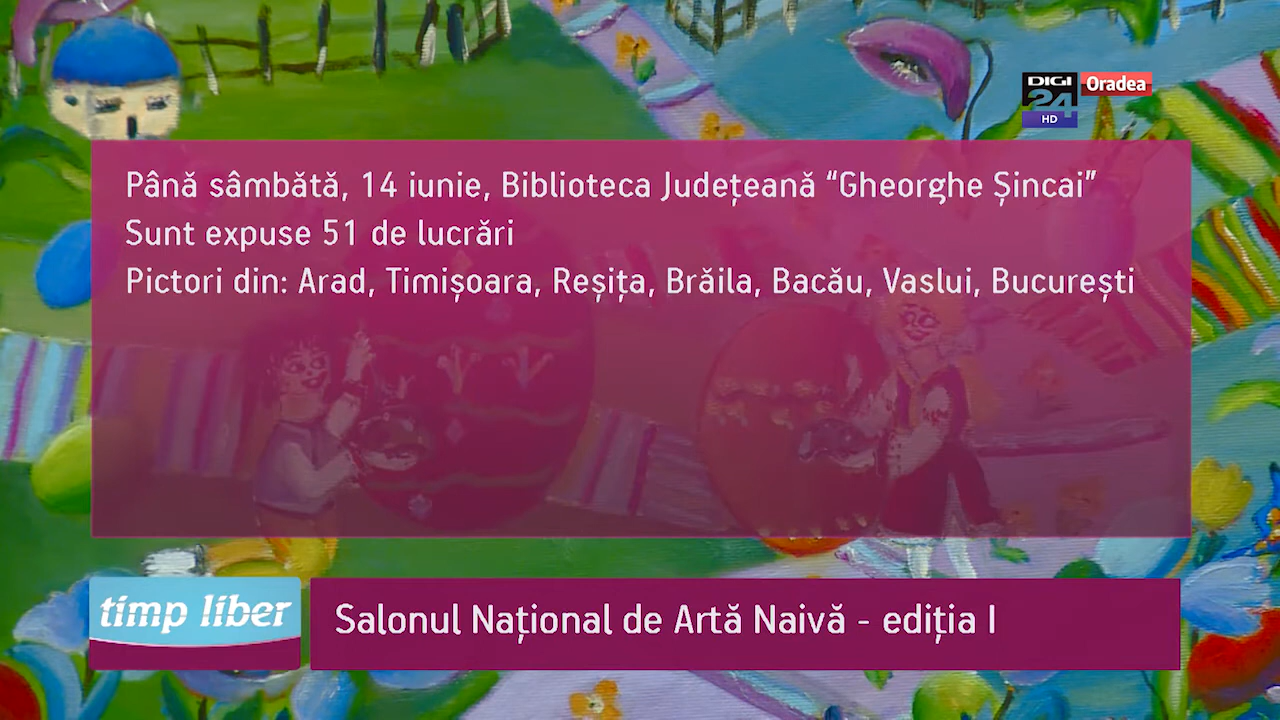 DIGI Oradea
24
HD
Până sâmbătă, 14 iunie, Biblioteca Județeană “Gheorghe Șincai”
Sunt expuse 51 de lucrări
Pictori din: Arad, Timișoara, Reșița, Brăila, Bacău, Vaslui, București
timp liber
Salonul Național de Artă Naivă - ediția I